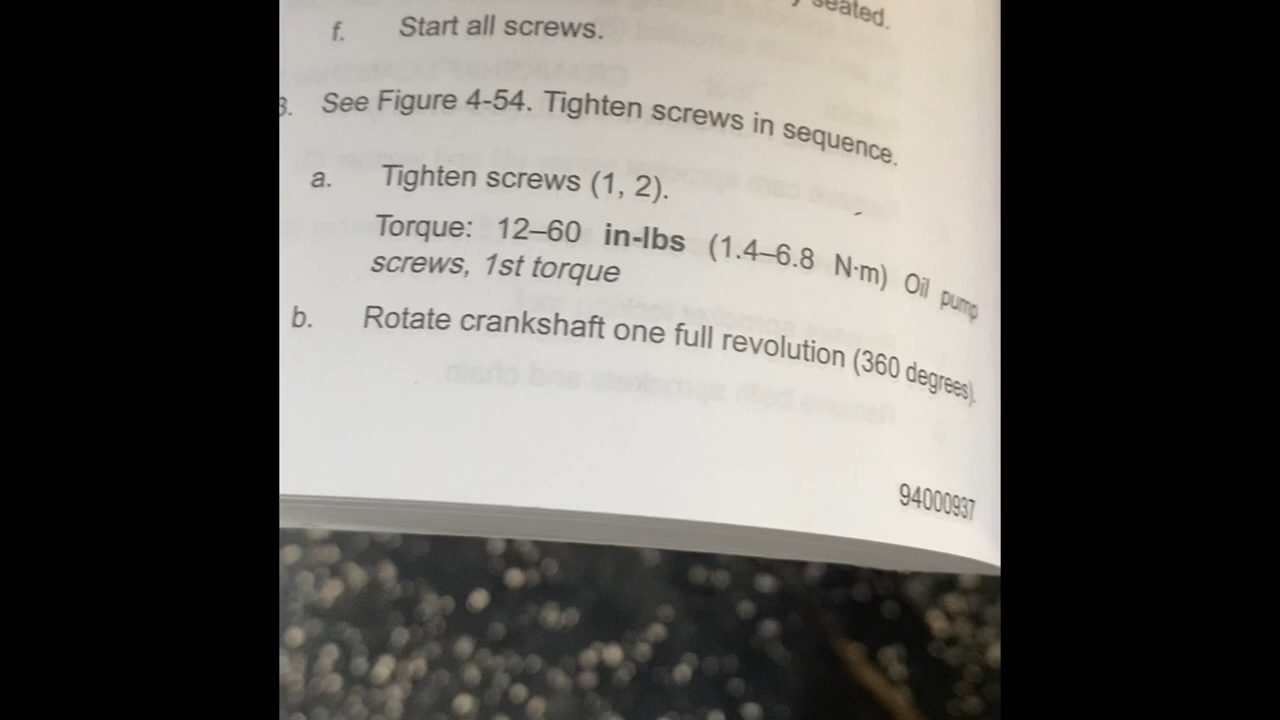 seated.
f. Start all screws.
3. See Figure 4-54. Tighten screws in sequence.
a. Tighten screws (1, 2).
Torque: 12–60 in-lbs (1.4–6.8 N·m) Oil pump
screws, 1st torque
b. Rotate crankshaft one full revolution (360 degrees).
94000937